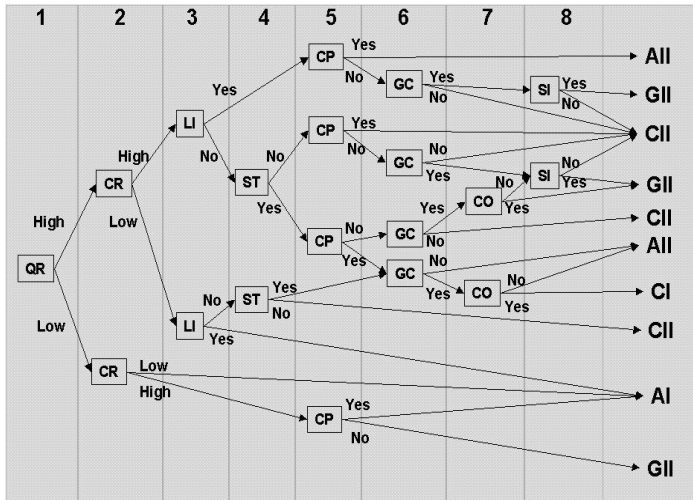 1 2 3 4 5 6 7 8
CP Yes AII
No GC Yes SI Yes GII
Yes No No
LI CP Yes CII
High No No No No
CR ST No GC Yes No SI Yes GII
High Low Yes Yes CO Yes
CP No GC No CII
Yes No AII
QR GC Yes CO No
Yes CI
No ST Yes No
Low LI Yes CII
CR Low AI
High Yes
CP No
GII